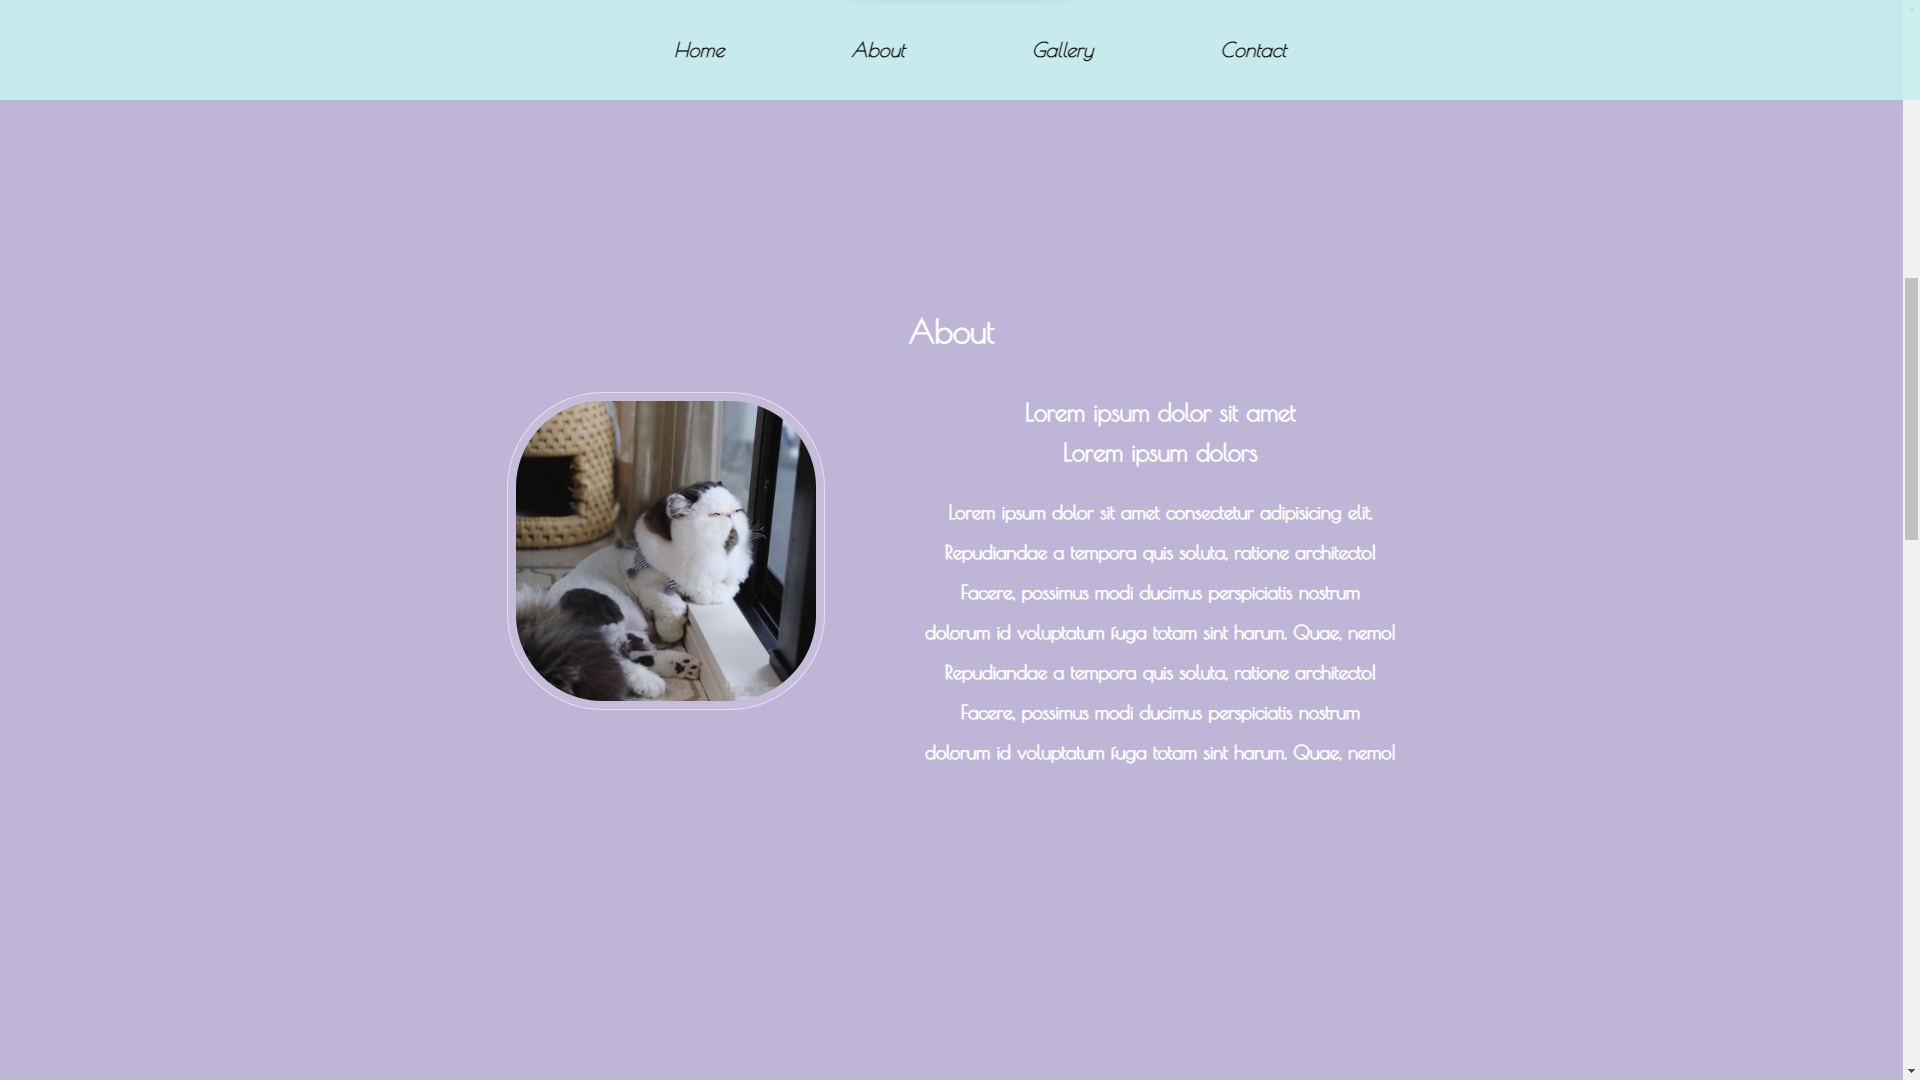 Home
About
Gallery
Contact
About
Lorem ipsum dolor sit amet
Lorem ipsum dolors
Lorem ipsum dolor sit amet consectetur adipisicing elit.
Repudiandae a tempora quis soluta, ratione architecto!
Facere, possimus modi ducimus perspiciatis nostrum
dolorum id voluptatum fuga totam sint harum. Quae, nemo!
Repudiandae a tempora quis soluta, ratione architecto!
Facere, possimus modi ducimus perspiciatis nostrum
dolorum id voluptatum fuga totam sint harum. Quae, nemo!